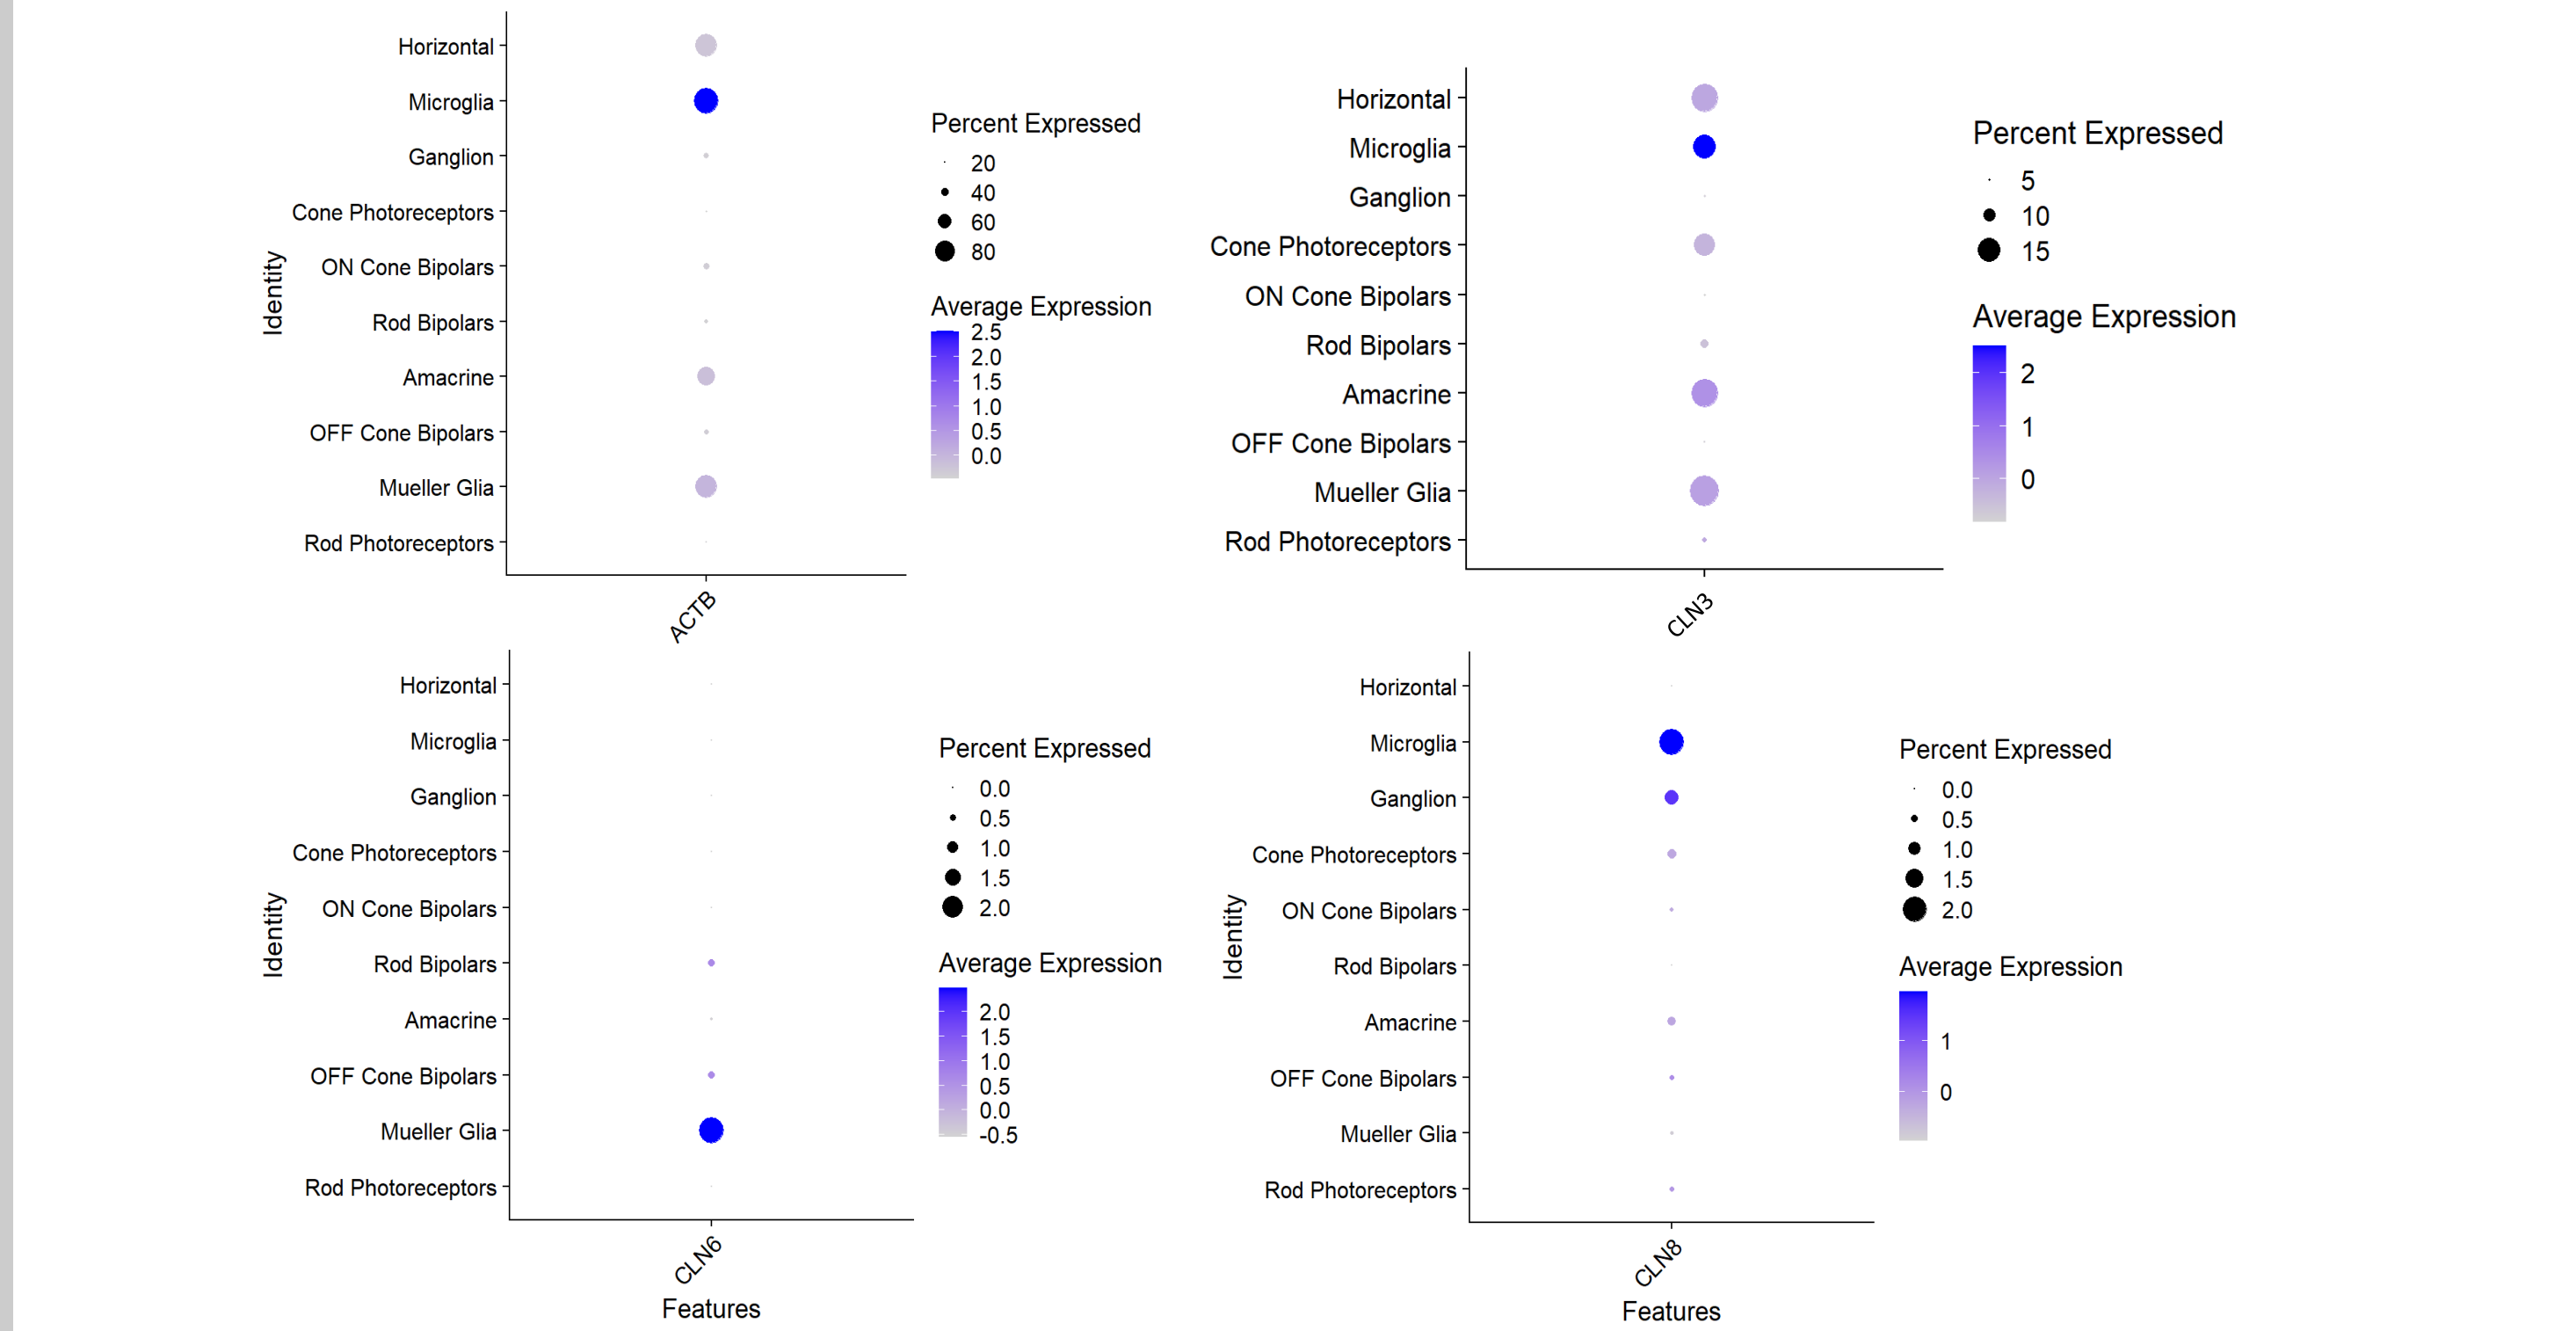 Identity
Horizontal
Microglia
Ganglion
Cone Photoreceptors
ON Cone Bipolars
Rod Bipolars
Amacrine
OFF Cone Bipolars
Mueller Glia
Rod Photoreceptors
ACTB
Percent Expressed
20
40
60
80
Average Expression
2.5
2.0
1.5
1.0
0.5
0.0
Horizontal
Microglia
Ganglion
Cone Photoreceptors
ON Cone Bipolars
Rod Bipolars
Amacrine
OFF Cone Bipolars
Mueller Glia
Rod Photoreceptors
CLN3
Percent Expressed
5
10
15
Average Expression
2
1
0
Identity
Horizontal
Microglia
Ganglion
Cone Photoreceptors
ON Cone Bipolars
Rod Bipolars
Amacrine
OFF Cone Bipolars
Mueller Glia
Rod Photoreceptors
CLN6
Features
Percent Expressed
0.0
0.5
1.0
1.5
2.0
Average Expression
2.0
1.5
1.0
0.5
0.0
-0.5
Identity
Horizontal
Microglia
Ganglion
Cone Photoreceptors
ON Cone Bipolars
Rod Bipolars
Amacrine
OFF Cone Bipolars
Mueller Glia
Rod Photoreceptors
CLN8
Features
Percent Expressed
0.0
0.5
1.0
1.5
2.0
Average Expression
1
0